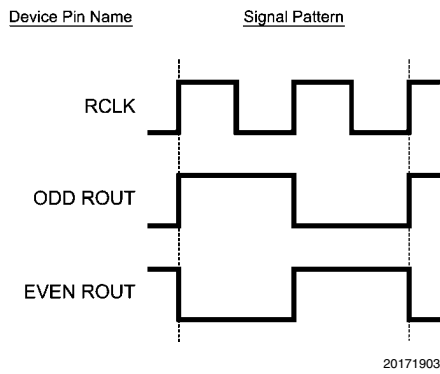 Device Pin Name Signal Pattern
RCLK
ODD ROUT
EVEN ROUT
20171903